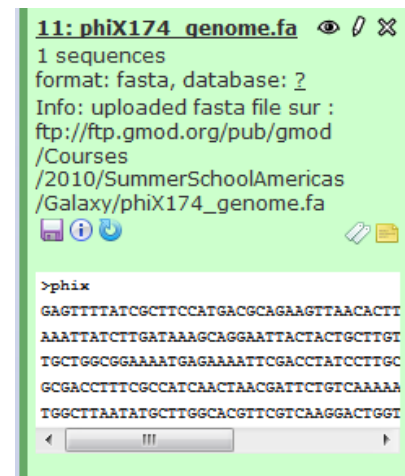 11: phiX174_genome.fa
1 sequences
format: fasta, database: ?
Info: uploaded fasta file sur :
ftp://ftp.gmod.org/pub/gmod
/Courses
/2010/SummerSchoolAmericas
/Galaxy/phiX174_genome.fa
>phix
GAGTTTTATCGCTTCCATGACGCAGAAGTTAACACTT
AAATTATCTTGATAAAGCAGGAATTACTACTGCTTGT
TGCTGGCGGAAAATGAGAAAATTCGACCTATCCTTGC
GCGACCTTTCGCCATCAACTAACGATTCTGTCAAAAA
TGGCTTAATATGCTTGGCACGTTCGTCAAGGACTGGT